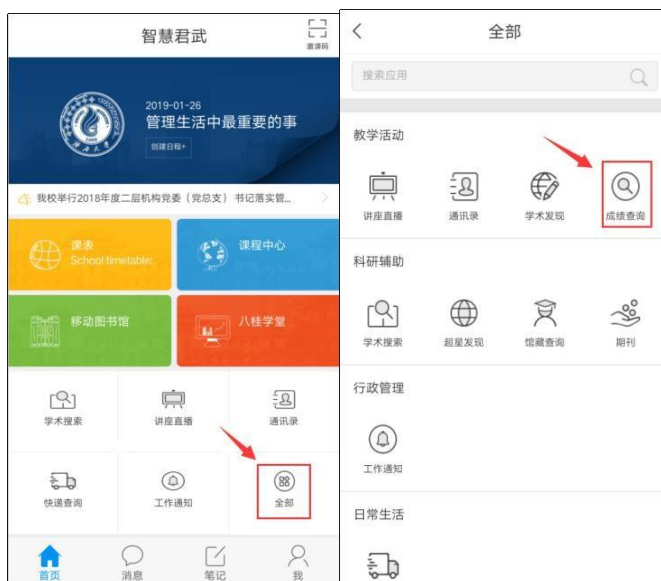 智慧君武
邀请码
2019-01-26
管理生活中最重要的事
创建日程+
我校举行2018年度二层机构党委（党总支）书记落实管...
课表
School timetable
课程中心
移动图书馆
八桂学堂
学术搜索
讲座直播
通讯录
快递查询
工作通知
全部
首页
消息
笔记
我
全部
搜索应用
教学活动
讲座直播
通讯录
学术发现
成绩查询
科研辅助
学术搜索
超星发现
馆藏查询
期刊
行政管理
工作通知
日常生活